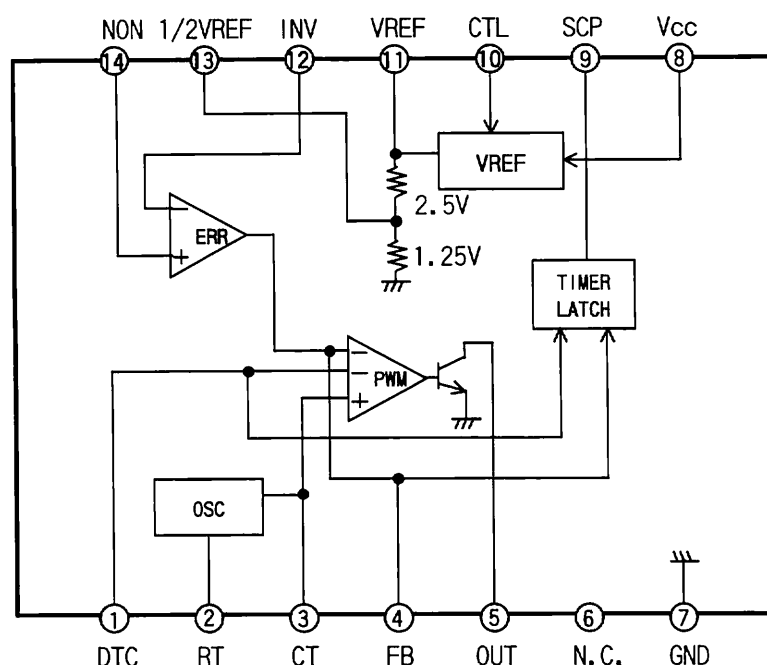 NON 1/2VREF INV VREF CTL SCP Vcc
14 13 12 11 10 9 8
VREF
2.5V
ERR
1.25V
TIMER
LATCH
PWM
OSC
1 2 3 4 5 6 7
DTC RT CT FB OUT N.C. GND